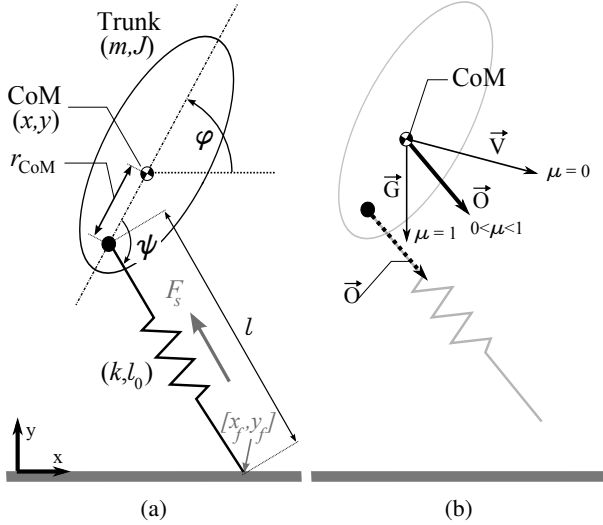 Trunk
(m,J)
CoM
(x,y)
r_CoM
φ
ψ
F_s
l
(k,l_0)
[x_f,y_f]
y
x
(a)
CoM
V⃗
μ = 0
G⃗
O⃗
μ = 1
0<μ<1
O⃗
(b)